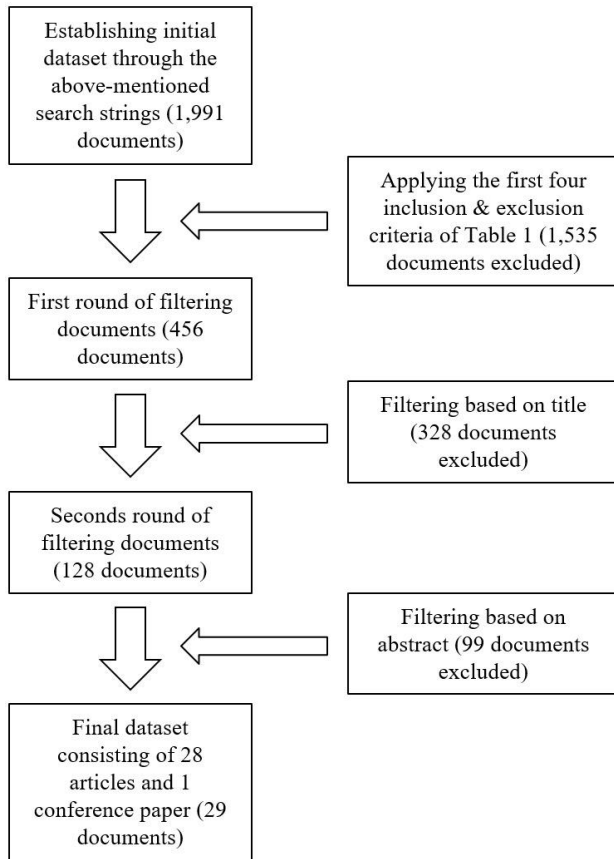 Establishing initial
dataset through the
above-mentioned
search strings (1,991
documents)
Applying the first four
inclusion & exclusion
criteria of Table 1 (1,535
documents excluded)
First round of filtering
documents (456
documents)
Filtering based on title
(328 documents
excluded)
Seconds round of
filtering documents
(128 documents)
Filtering based on
abstract (99 documents
excluded)
Final dataset
consisting of 28
articles and 1
conference paper (29
documents)